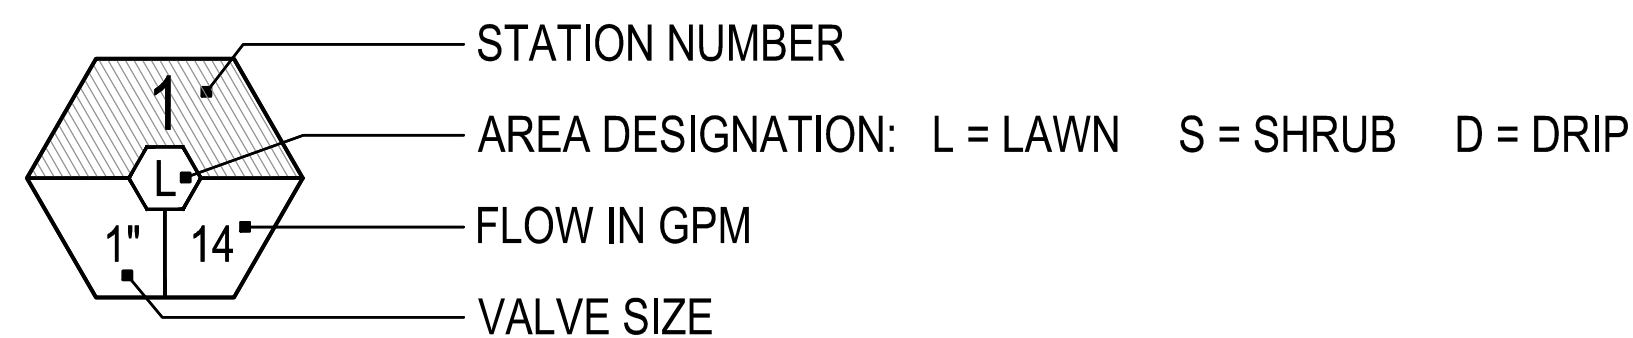 STATION NUMBER
1
AREA DESIGNATION: L = LAWN S = SHRUB D = DRIP
L
FLOW IN GPM
1" 14
VALVE SIZE